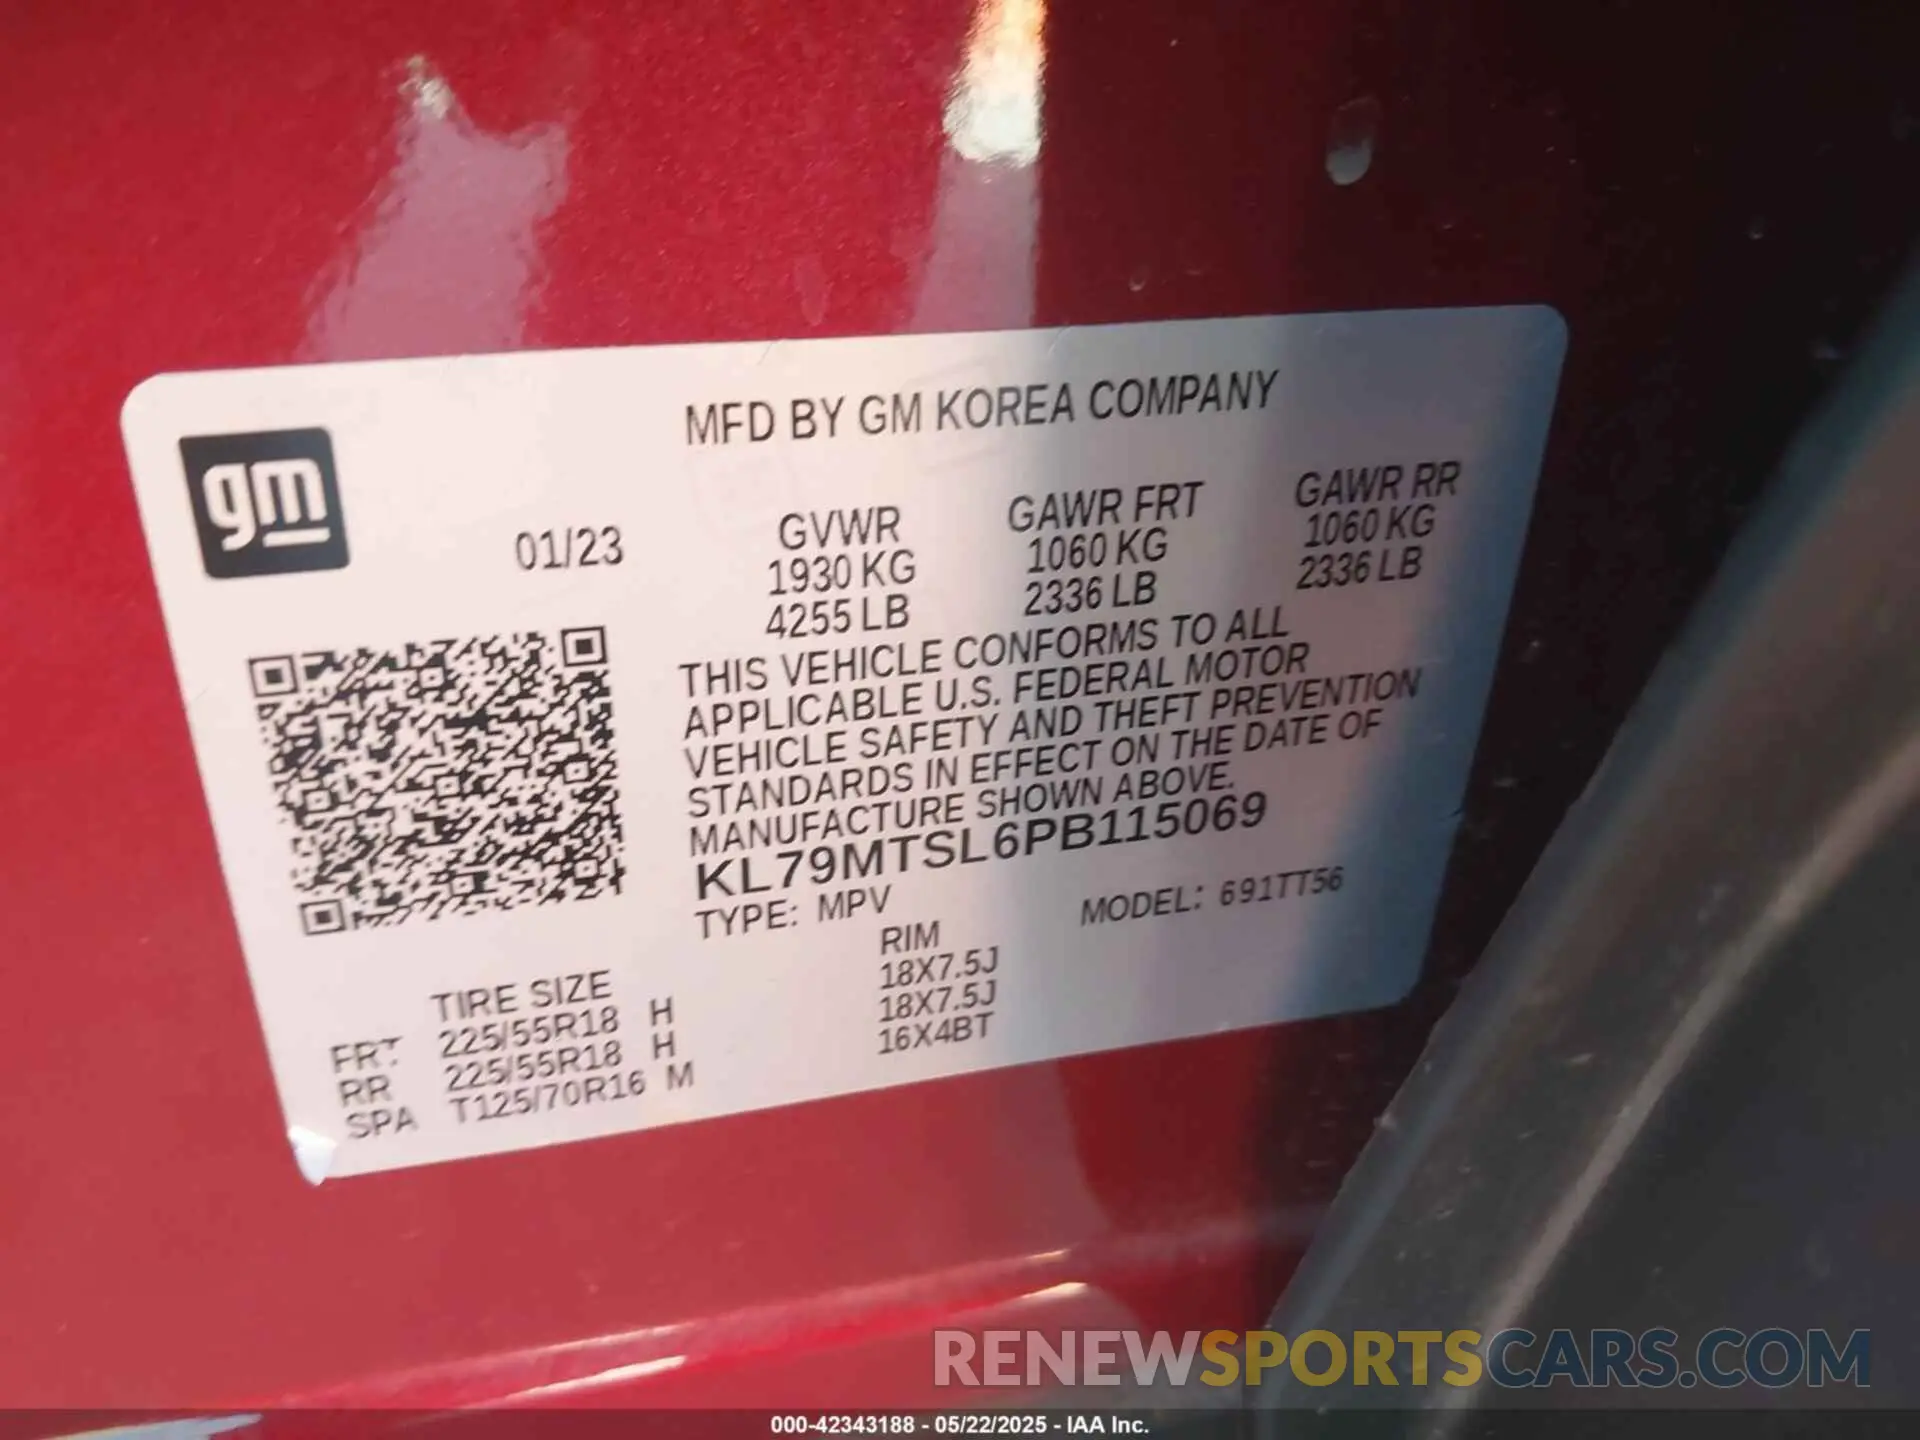 MFD BY GM KOREA COMPANY
gm
01/23
GVWR GAWR FRT GAWR RR
1930 KG 1060 KG 1060 KG
4255 LB 2336 LB 2336 LB
THIS VEHICLE CONFORMS TO ALL
APPLICABLE U.S. FEDERAL MOTOR
VEHICLE SAFETY AND THEFT PREVENTION
STANDARDS IN EFFECT ON THE DATE OF
MANUFACTURE SHOWN ABOVE.
KL79MTSL6PB115069
TYPE: MPV MODEL: 691TT56
TIRE SIZE RIM
FRT 225/55R18 H 18X7.5J
RR 225/55R18 H 18X7.5J
SPA T125/70R16 M 16X4BT
RENEWSPORTSCARS.COM
000-42343188 - 05/22/2025 - IAA Inc.